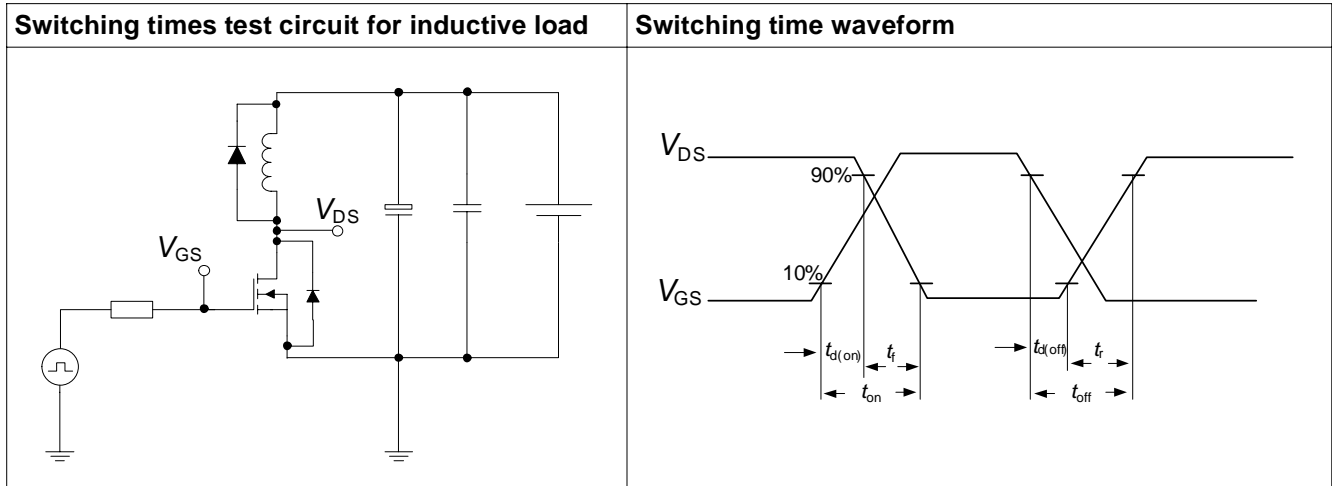 Switching times test circuit for inductive load
Switching time waveform
VDS
VGS
VDS
90%
10%
VGS
td(on)
tf
ton
td(off)
tr
toff